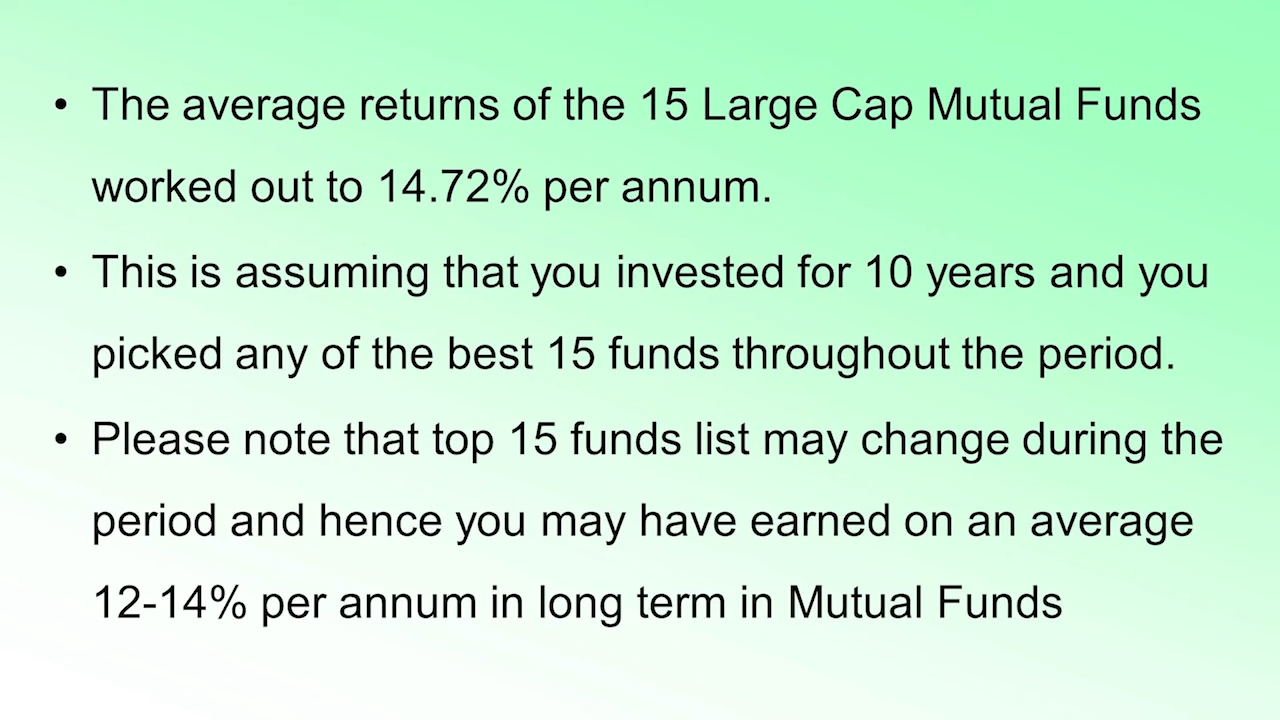 • The average returns of the 15 Large Cap Mutual Funds
worked out to 14.72% per annum.
• This is assuming that you invested for 10 years and you
picked any of the best 15 funds throughout the period.
• Please note that top 15 funds list may change during the
period and hence you may have earned on an average
12-14% per annum in long term in Mutual Funds